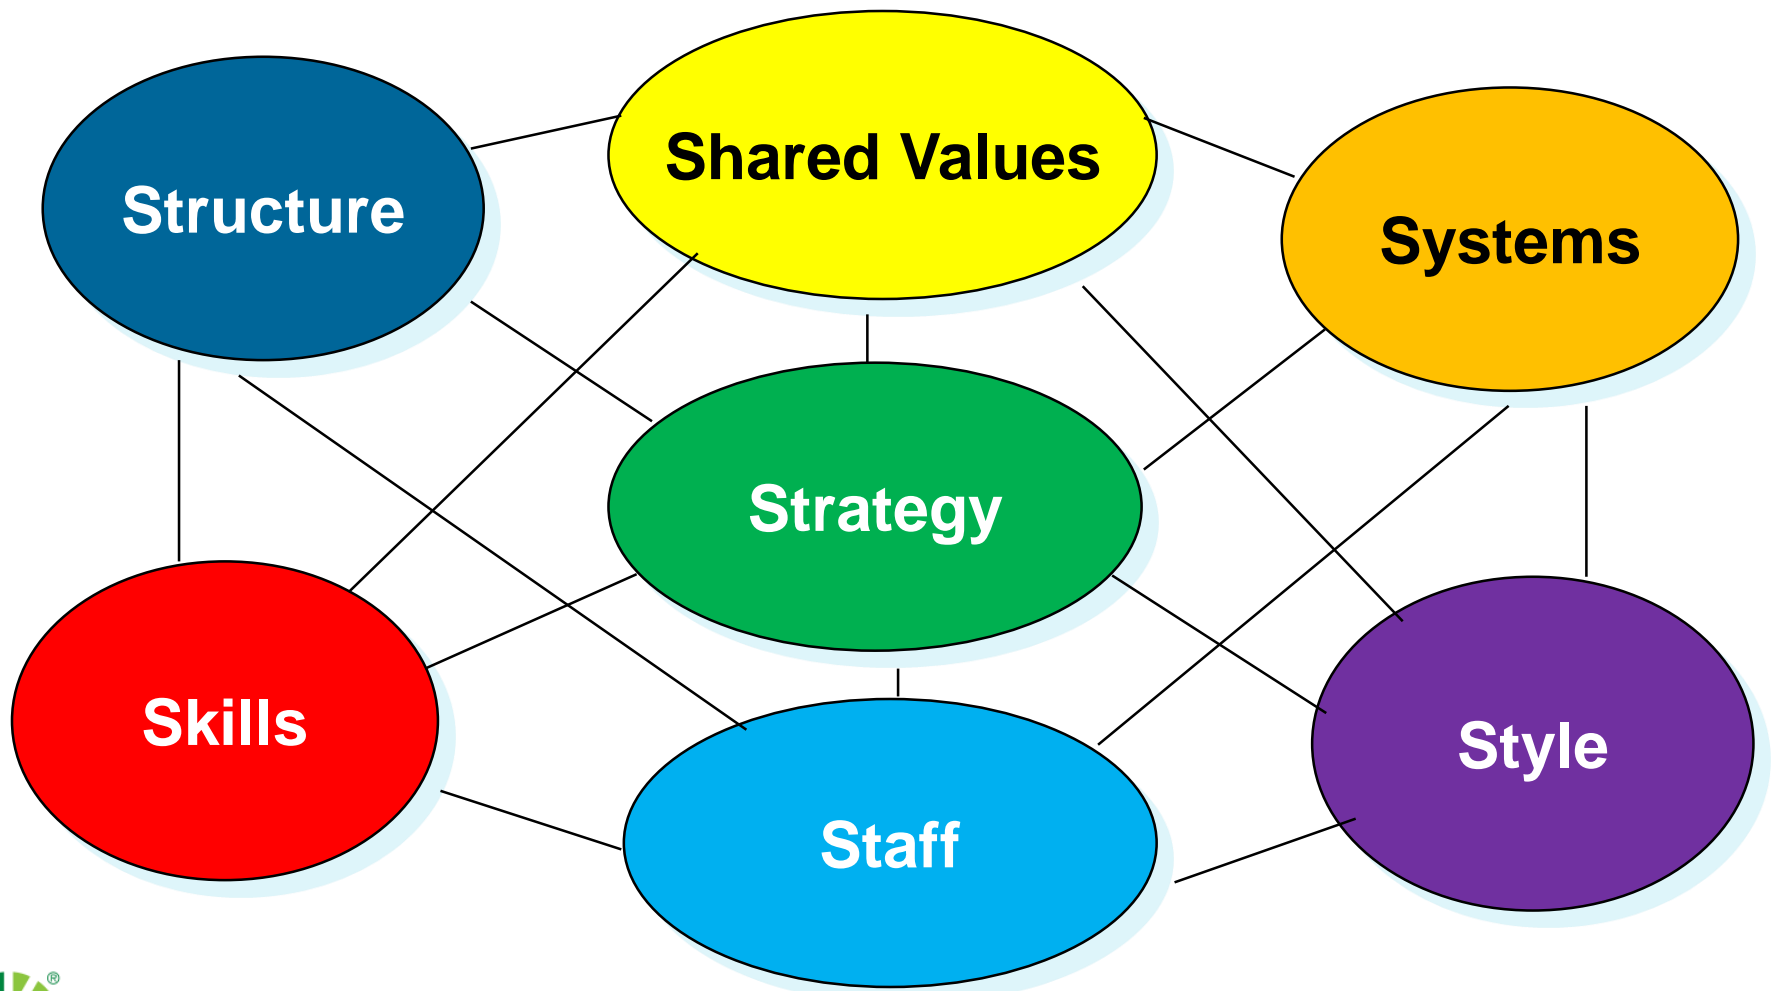 Shared Values
Structure
Systems
Strategy
Skills
Style
Staff
®